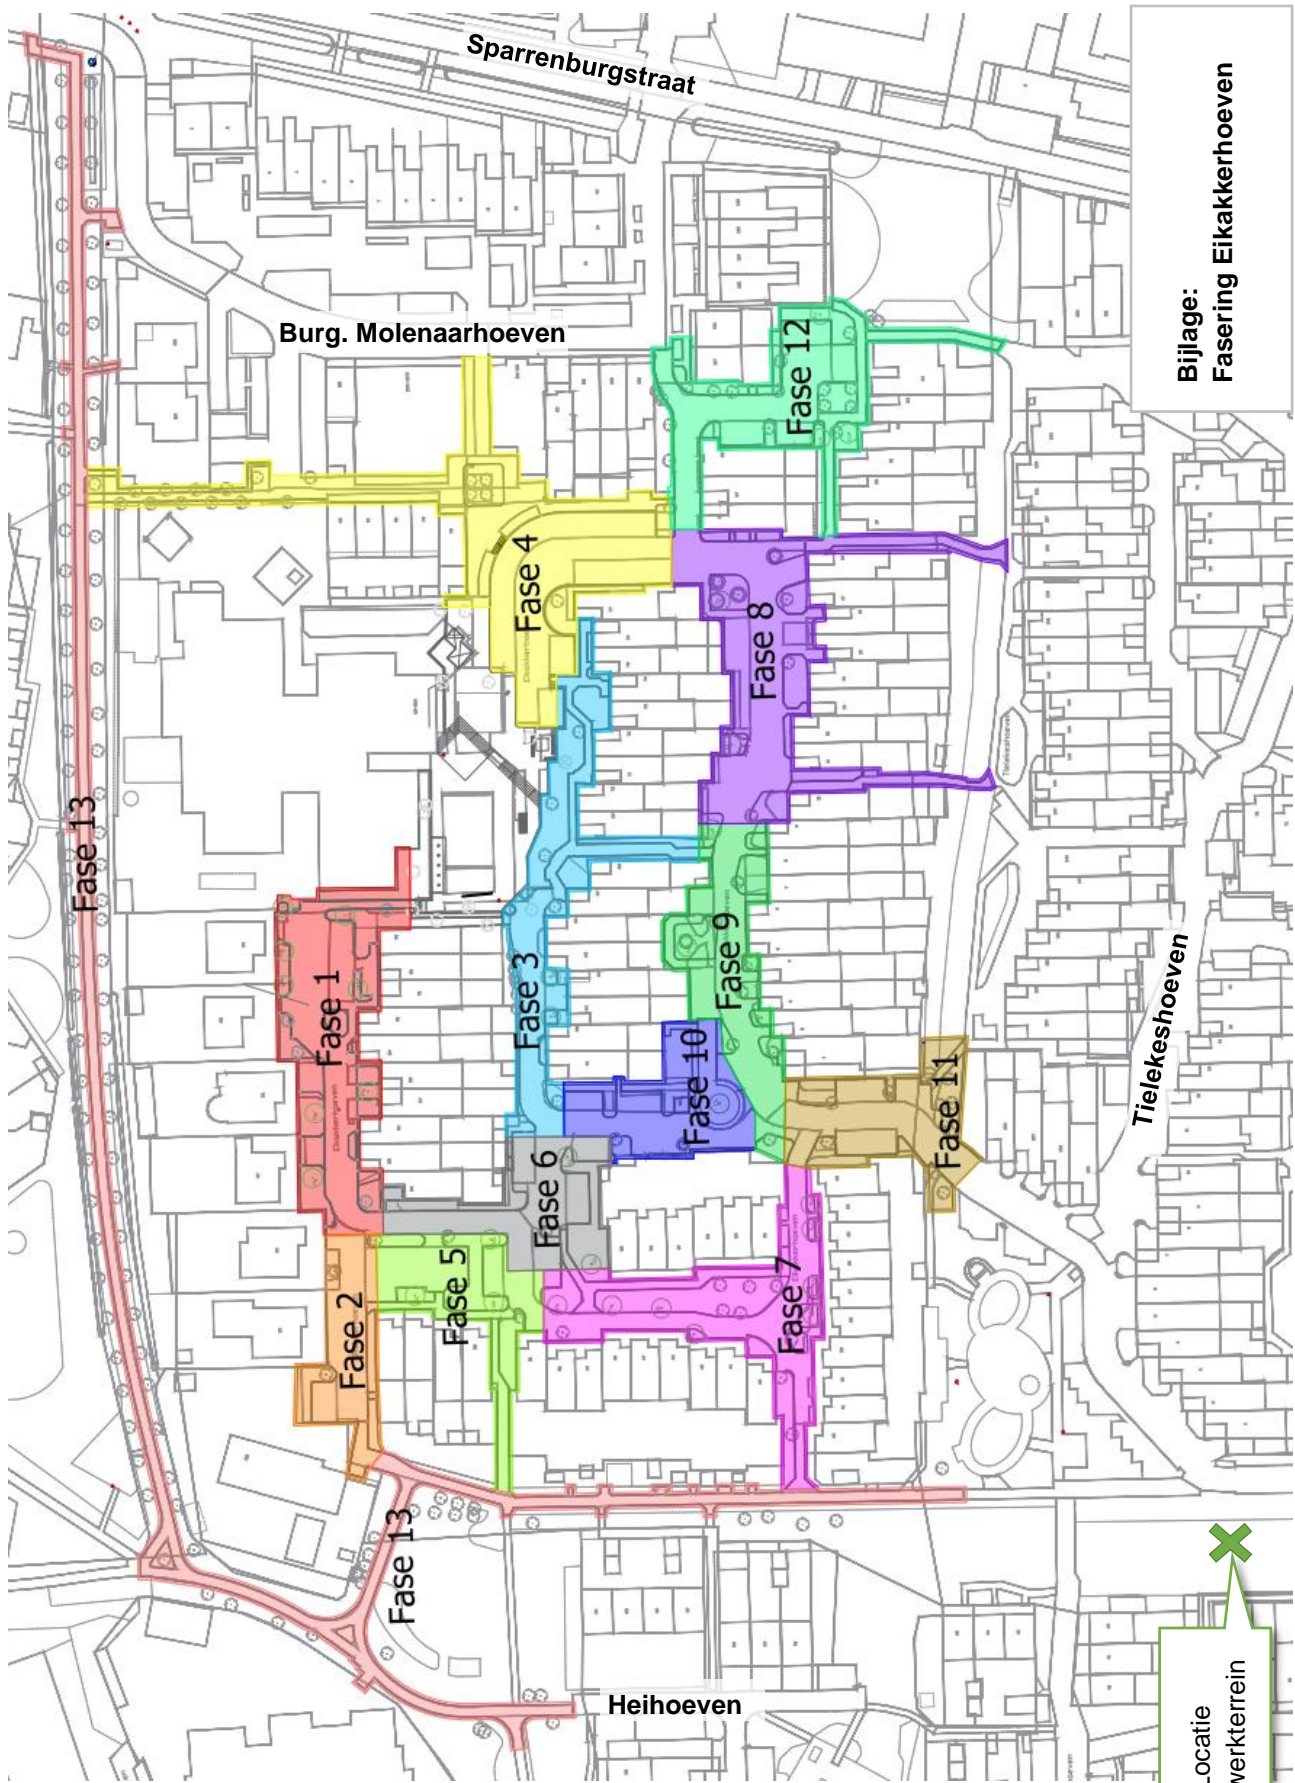 Sparrenburgstraat
Burg. Molenaarhoeven
Bijlage:
Fasering Eikakkerhoeven
Fase 12
Fase 4
Fase 8
Tielekeshoeven
Fase 13
Fase 1
Fase 3
Fase 9
Fase 10
Fase 11
Tielekeshoeven
Fase 6
Fase 5
Fase 7
Fase 2
Fase 13
Heihoeven
Locatie
werkterrein